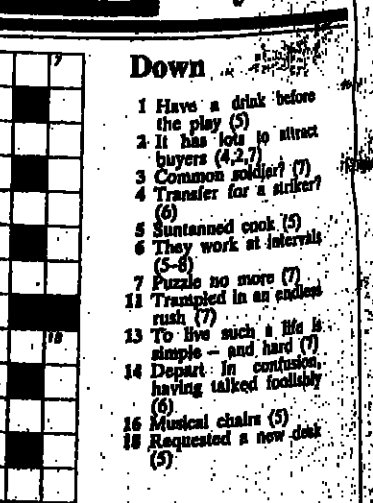 7
18
Down
1 Have a drink before
the play (5)
2 It has lots to attract
buyers (4,2,7)
3 Common soldier? (7)
4 Transfer for a striker?
(6)
5 Suntanned cook (5)
6 They work at intervals
(5-8)
7 Puzzle no more (7)
11 Trampled in an endless
rush (7)
13 To live such a life is
simple – and hard (7)
14 Depart in confusion,
having talked foolishly
(6)
16 Musical chairs (5)
18 Requested a new desk
(5)